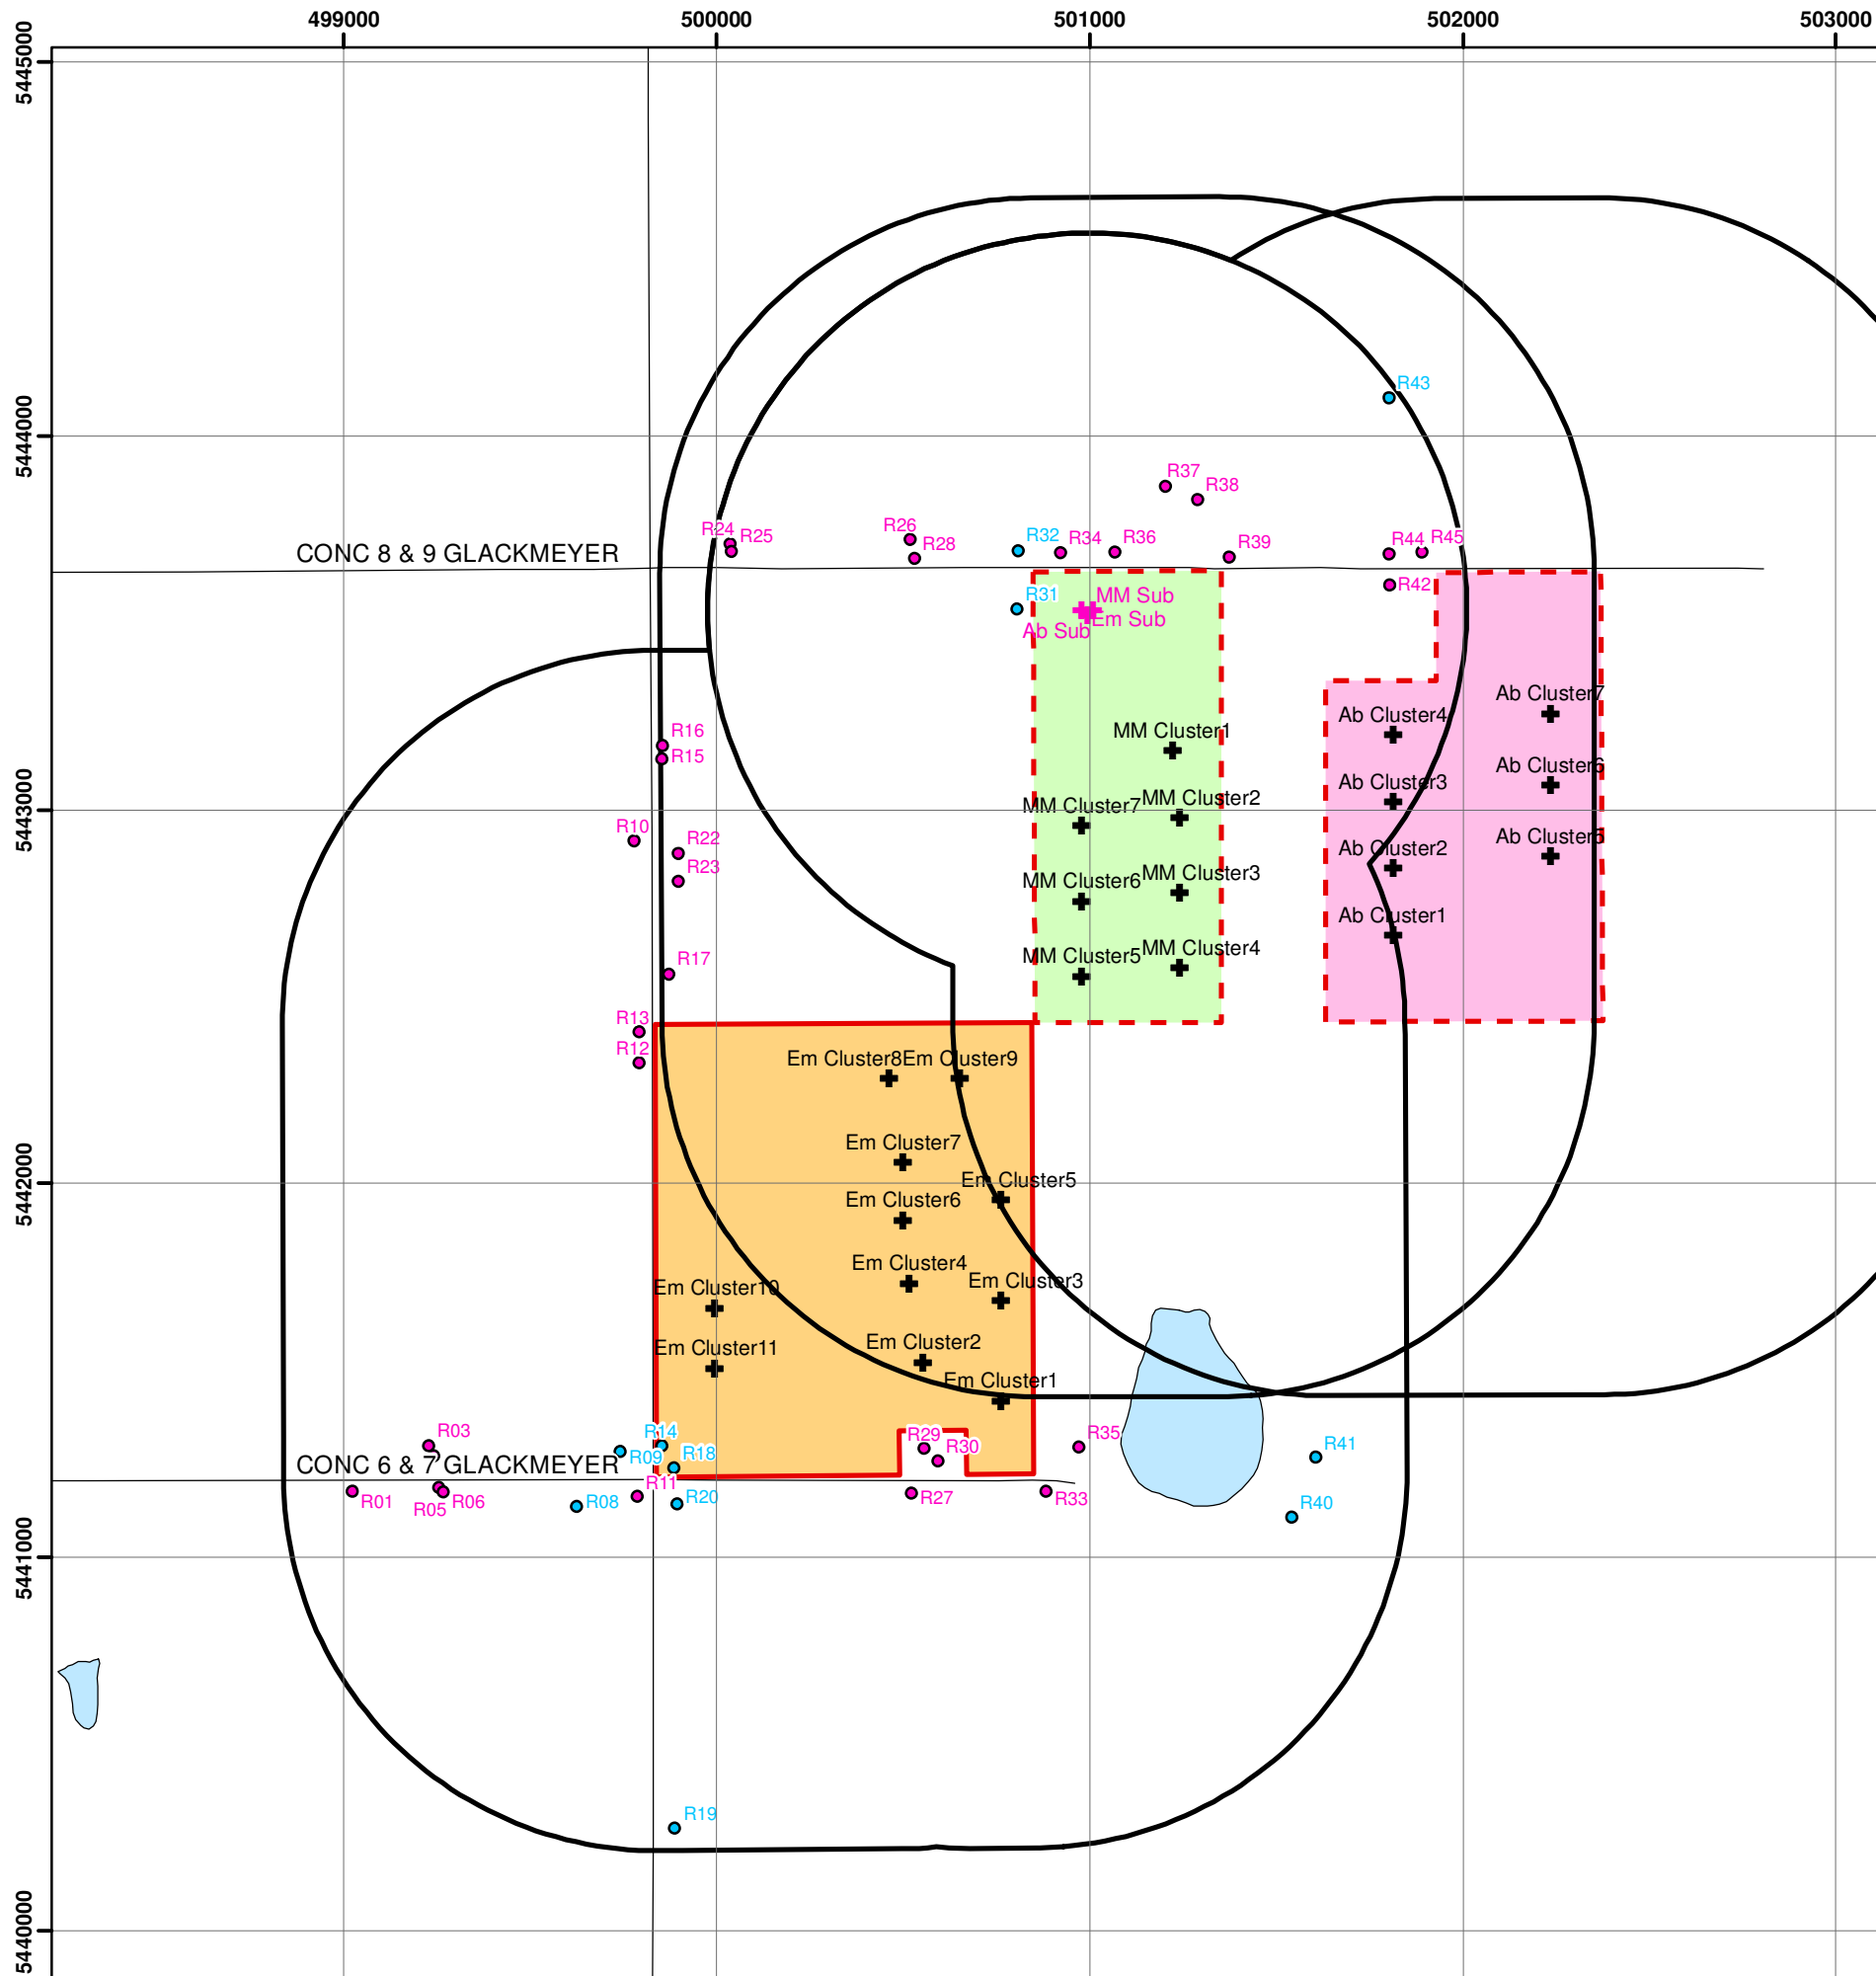 499000
500000
501000
502000
503000
5445000
R43
5444000
R37
R38
R24
R25
R26
R28
R32
R34
R36
R39
R44
R45
CONC 8 & 9 GLACKMEYER
R42
R31
MM Sub
Em Sub
Ab Sub
Ab Cluster7
Ab Cluster4
R16
MM Cluster1
R15
Ab Cluster6
Ab Cluster3
5443000
MM Cluster7
MM Cluster2
R10
R22
Ab Cluster5
Ab Cluster2
R23
MM Cluster6
MM Cluster3
Ab Cluster1
R17
MM Cluster5
MM Cluster4
R13
R12
Em Cluster8
Em Cluster9
Em Cluster7
5442000
Em Cluster5
Em Cluster6
Em Cluster4
Em Cluster3
Em Cluster10
Em Cluster2
Em Cluster11
Em Cluster1
R03
R14
R29
R35
R09
R18
R30
R41
CONC 6 & 7 GLACKMEYER
R01
R05
R06
R08
R11
R20
R27
R33
R40
5441000
R19
5440000